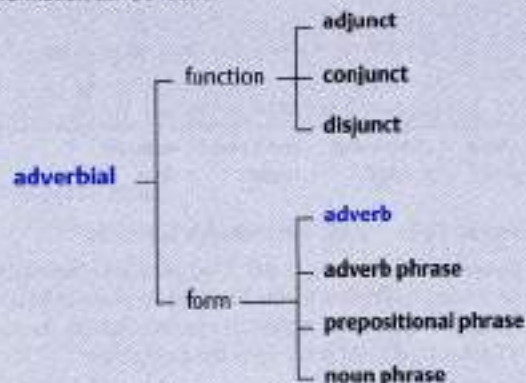 adjunct
function
conjunct
disjunct
adverbial
adverb
adverb phrase
form
prepositional phrase
noun phrase